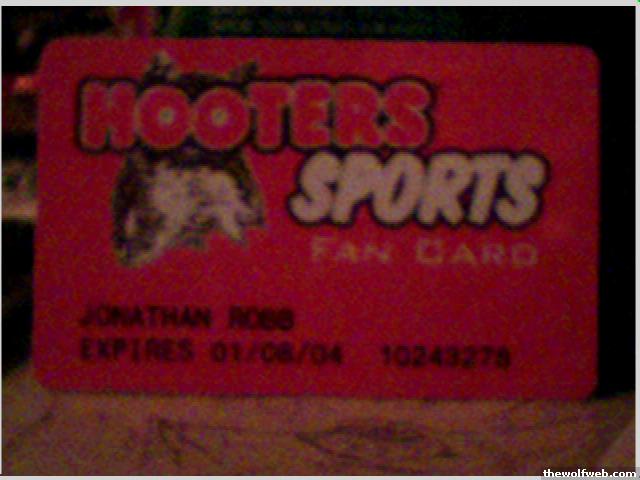 HOOTERS
SPORTS
FAN CARD
JONATHAN ROBB
EXPIRES 01/08/04 10243278
thewolfweb.com